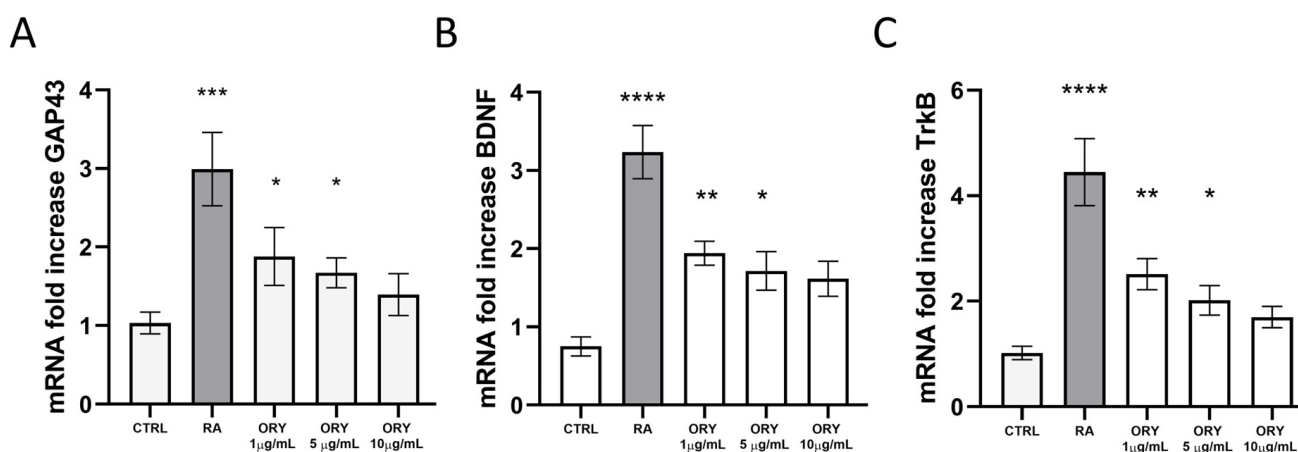 A
mRNA fold increase GAP43
4
3
2
1
0
***
*
*
CTRL
RA
ORY
1μg/mL
ORY
5 μg/mL
ORY
10μg/mL
B
mRNA fold increase BDNF
4
3
2
1
0
****
**
*
CTRL
RA
ORY
1μg/mL
ORY
5 μg/mL
ORY
10μg/mL
C
mRNA fold increase TrkB
6
4
2
0
****
**
*
CTRL
RA
ORY
1μg/mL
ORY
5 μg/mL
ORY
10μg/mL